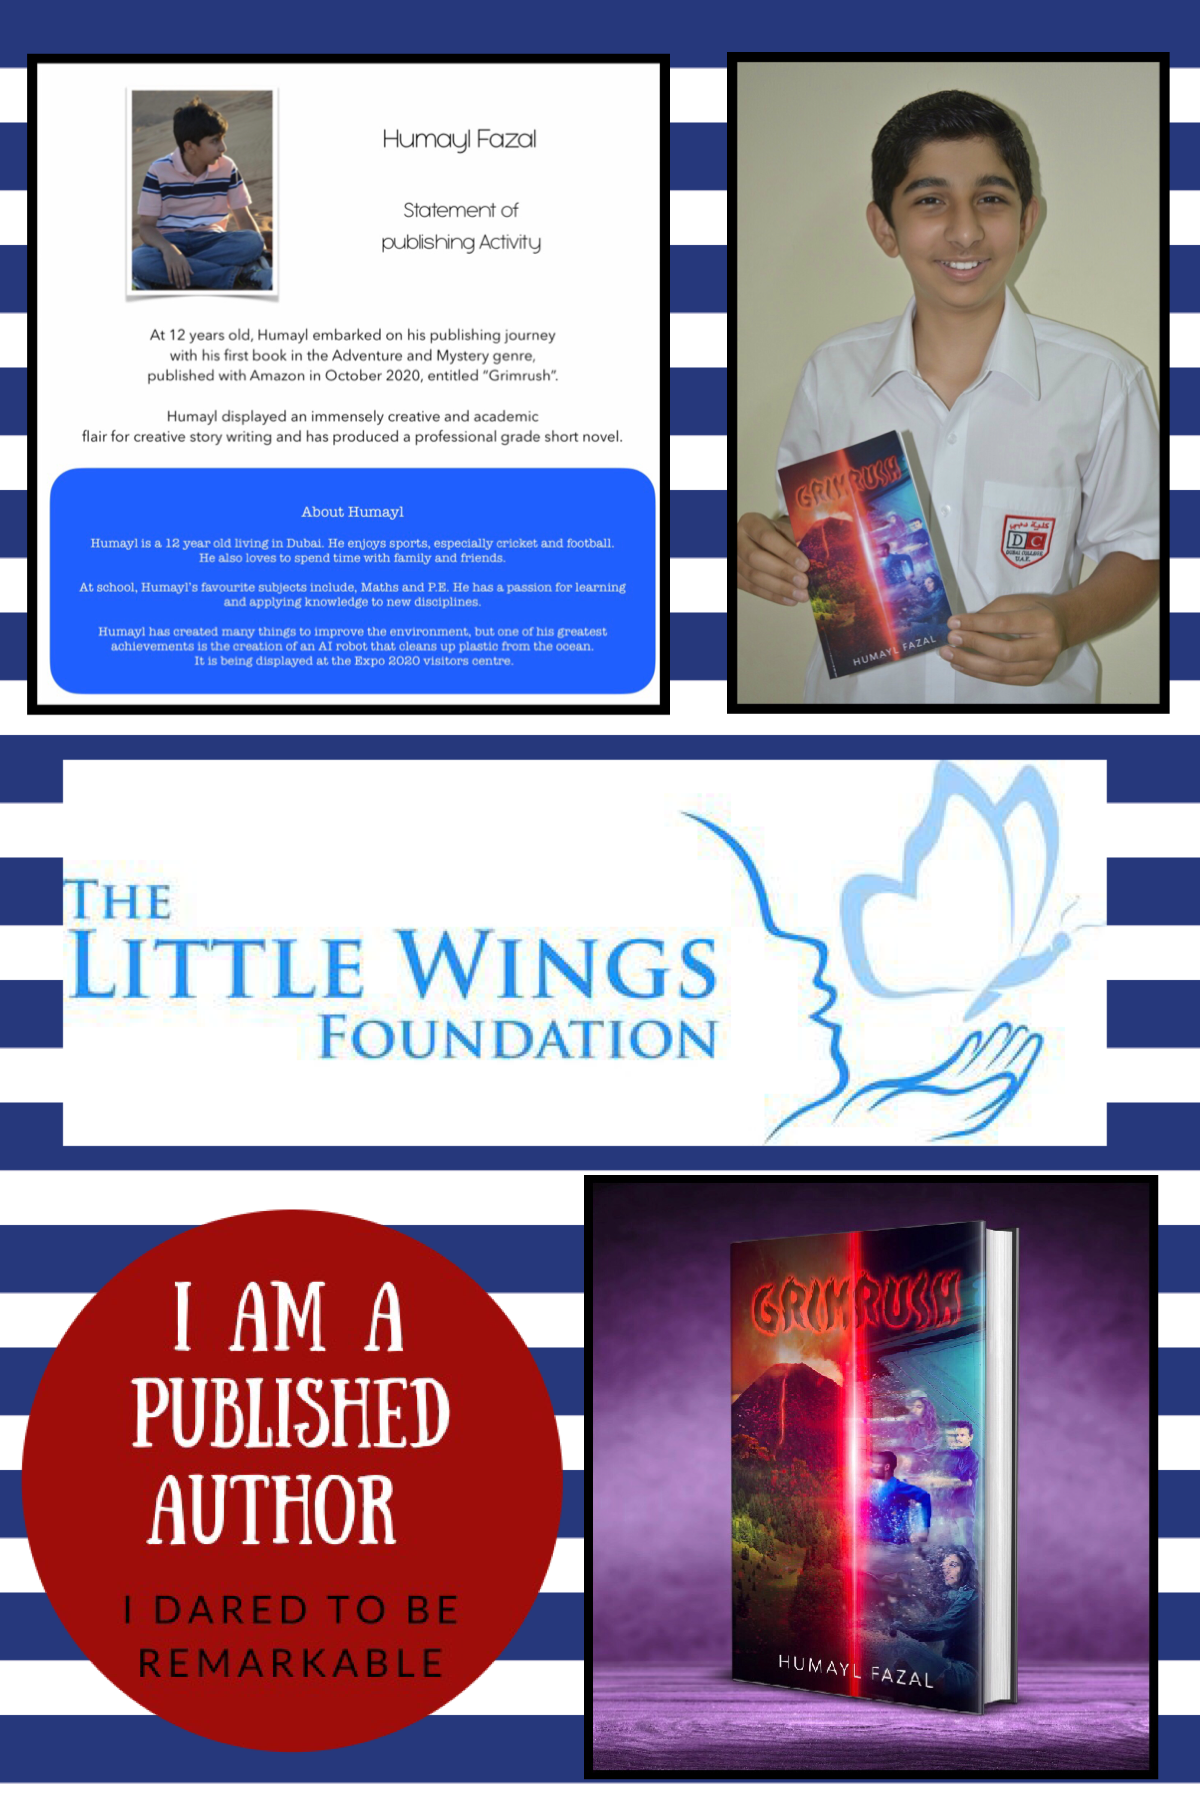 Humayl Fazal
Statement of
publishing Activity
At 12 years old, Humayl embarked on his publishing journey
with his first book in the Adventure and Mystery genre,
published with Amazon in October 2020, entitled “Grimrush”.
Humayl displayed an immensely creative and academic
flair for creative story writing and has produced a professional grade short novel.
About Humayl
Humayl is a 12 year old living in Dubai. He enjoys sports, especially cricket and football.
He also loves to spend time with family and friends.
At school, Humayl's favourite subjects include, Maths and P.E. He has a passion for learning
and applying knowledge to new disciplines.
Humayl has created many things to improve the environment, but one of his greatest
achievements is the creation of an AI robot that cleans up plastic from the ocean.
It is being displayed at the Expo 2020 visitors centre.
GRIMRUSH
HUMAYL FAZAL
كلية دبي
DC
DUBAI COLLEGE
U.A.E.
THE
LITTLE WINGS
FOUNDATION
I AM A
PUBLISHED
AUTHOR
I DARED TO BE
REMARKABLE
GRIMRUSH
HUMAYL FAZAL